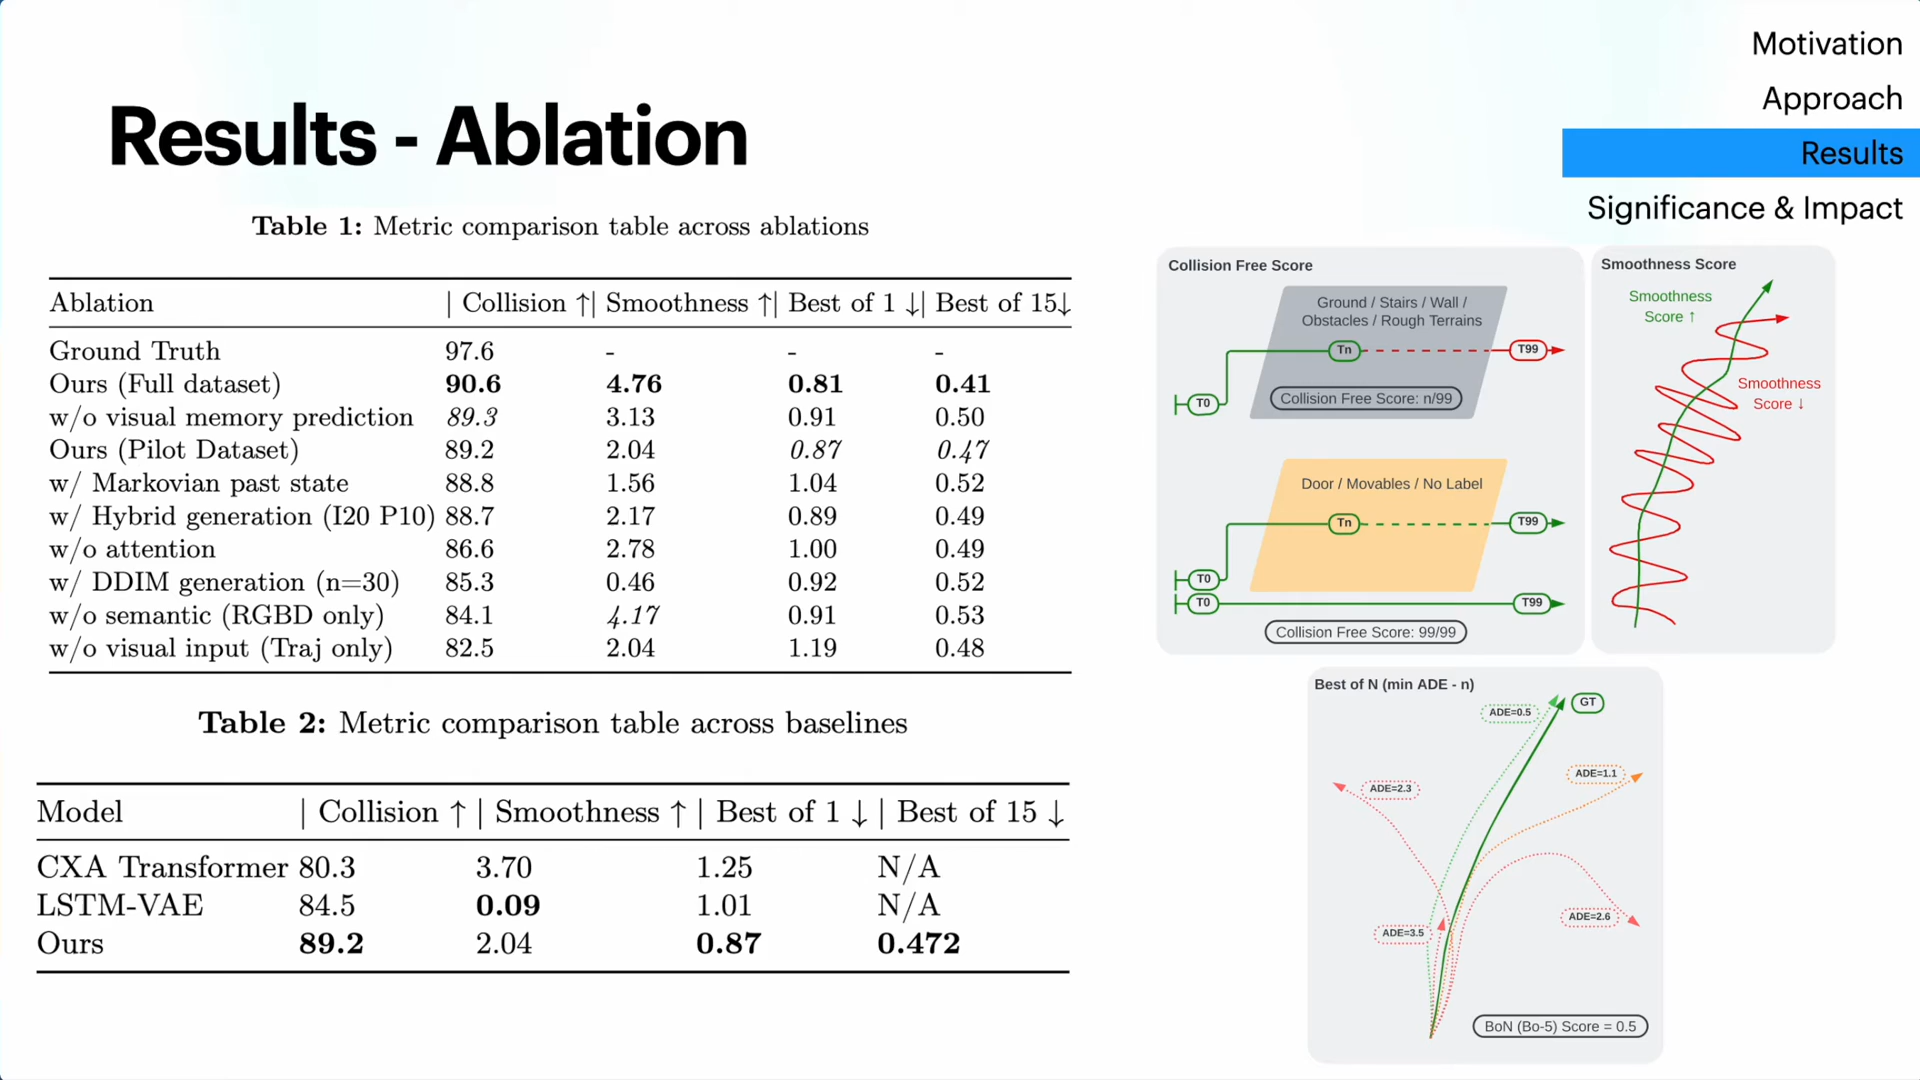 Motivation
Approach
Results
Significance & Impact
Results - Ablation
Table 1: Metric comparison table across ablations
Ablation | Collision ↑| Smoothness ↑| Best of 1 ↓| Best of 15↓
Ground Truth 97.6 - - -
Ours (Full dataset) 90.6 4.76 0.81 0.41
w/o visual memory prediction 89.3 3.13 0.91 0.50
Ours (Pilot Dataset) 89.2 2.04 0.87 0.47
w/ Markovian past state 88.8 1.56 1.04 0.52
w/ Hybrid generation (I20 P10) 88.7 2.17 0.89 0.49
w/o attention 86.6 2.78 1.00 0.49
w/ DDIM generation (n=30) 85.3 0.46 0.92 0.52
w/o semantic (RGBD only) 84.1 4.17 0.91 0.53
w/o visual input (Traj only) 82.5 2.04 1.19 0.48
Table 2: Metric comparison table across baselines
Model | Collision ↑ | Smoothness ↑ | Best of 1 ↓ | Best of 15 ↓
CXA Transformer 80.3 3.70 1.25 N/A
LSTM-VAE 84.5 0.09 1.01 N/A
Ours 89.2 2.04 0.87 0.472
Collision Free Score
Ground / Stairs / Wall /
Obstacles / Rough Terrains
Tn
T99
T0
Collision Free Score: n/99
Door / Movables / No Label
Tn
T99
T0
T0
T99
Collision Free Score: 99/99
Smoothness Score
Smoothness
Score ↑
Smoothness
Score ↓
Best of N (min ADE - n)
GT
ADE=0.5
ADE=1.1
ADE=2.3
ADE=2.6
ADE=3.5
BoN (Bo-5) Score = 0.5